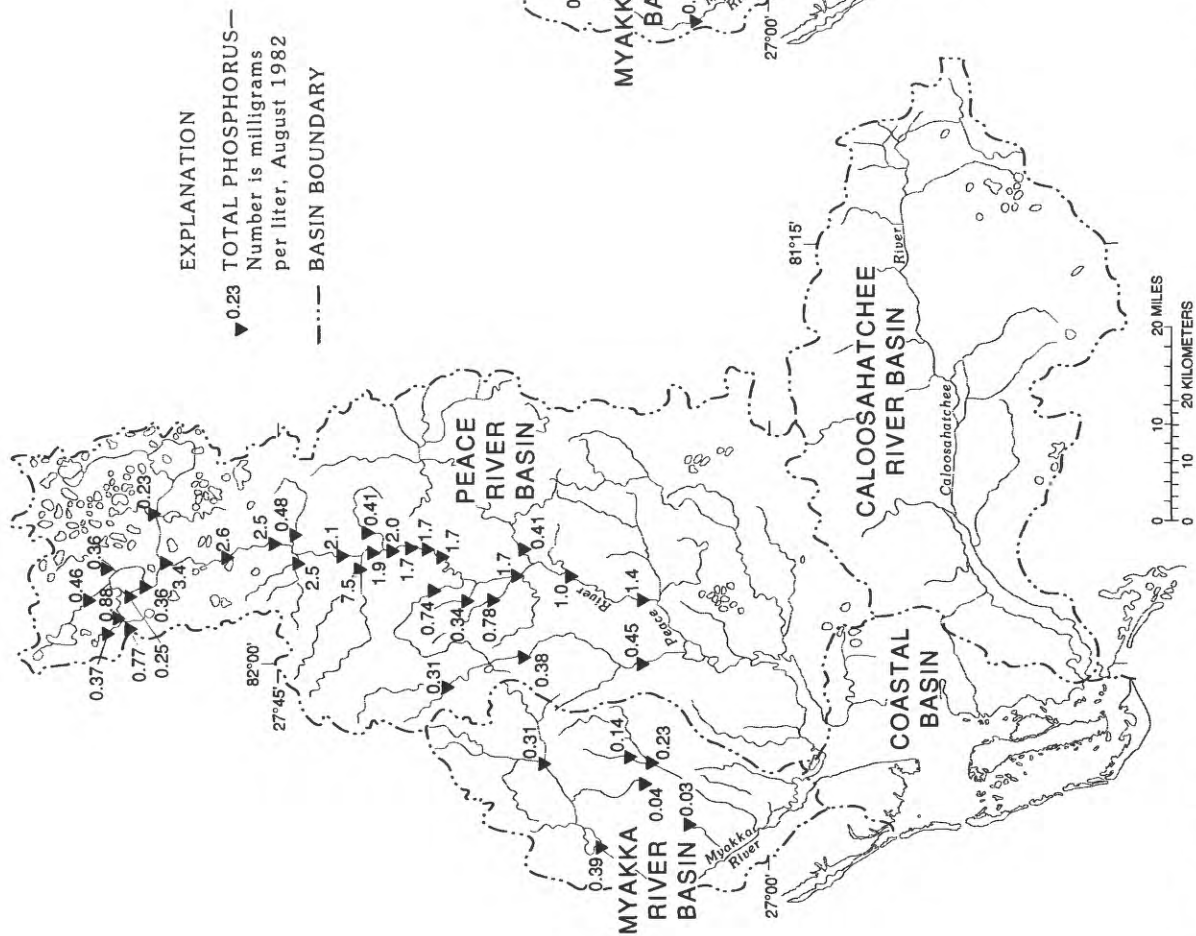 EXPLANATION
0.23 TOTAL PHOSPHORUS—
Number is milligrams
per liter, August 1982
BASIN BOUNDARY
0.46
0.36
0.37
0.88
0.23
0.77
0.25
0.36
3.4
2.6
82°00'
27°45'
2.5
0.48
2.5
2.1
7.5
0.41
1.9
2.0
1.7
1.7
0.74
0.34
0.78
1.7
0.41
PEACE
RIVER
BASIN
0.31
0.38
1.0
River
1.4
Peace
0.45
0.31
0.14
0.23
0.04
0.03
0.39
MYAKKA
RIVER
BASIN
Myakka
River
27°00'
81°15'
CALOOSAHATCHEE
RIVER BASIN
Caloosahatchee
River
COASTAL
BASIN
0 10 20 MILES
0 10 20 KILOMETERS
27°00'